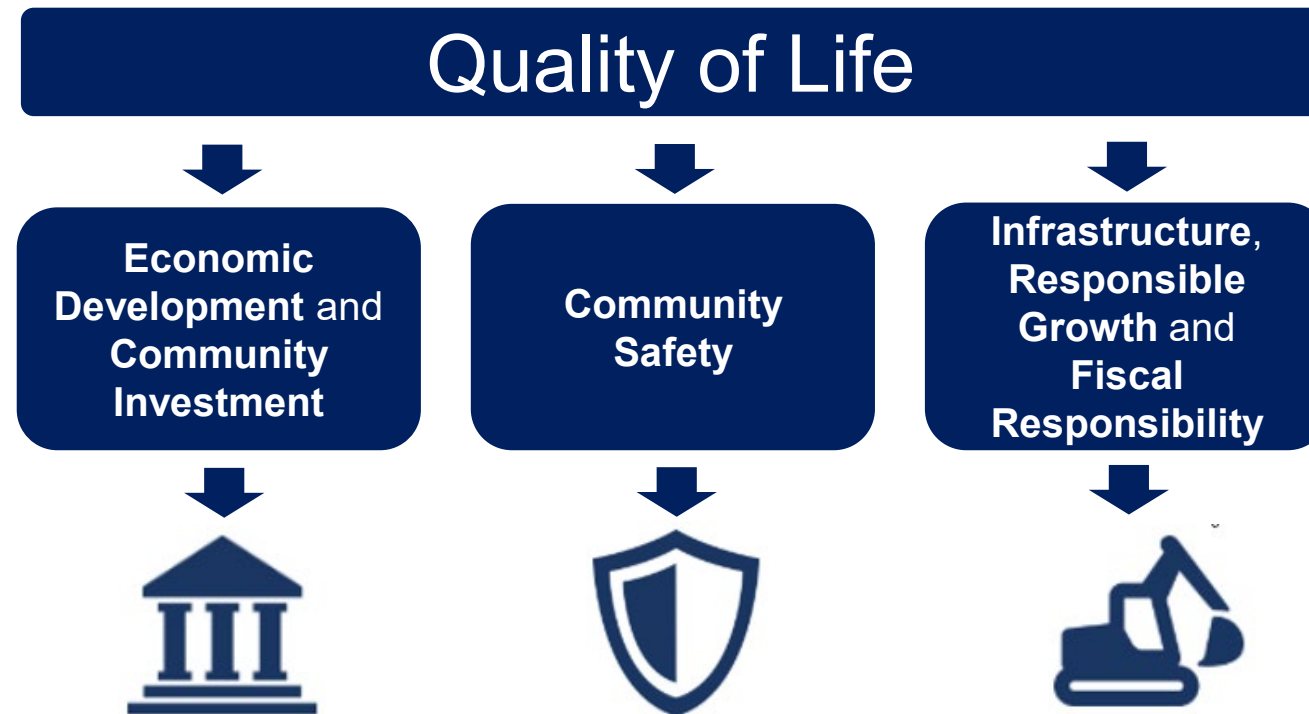 Quality of Life
Economic
Development and
Community
Investment
Community
Safety
Infrastructure,
Responsible
Growth and
Fiscal
Responsibility